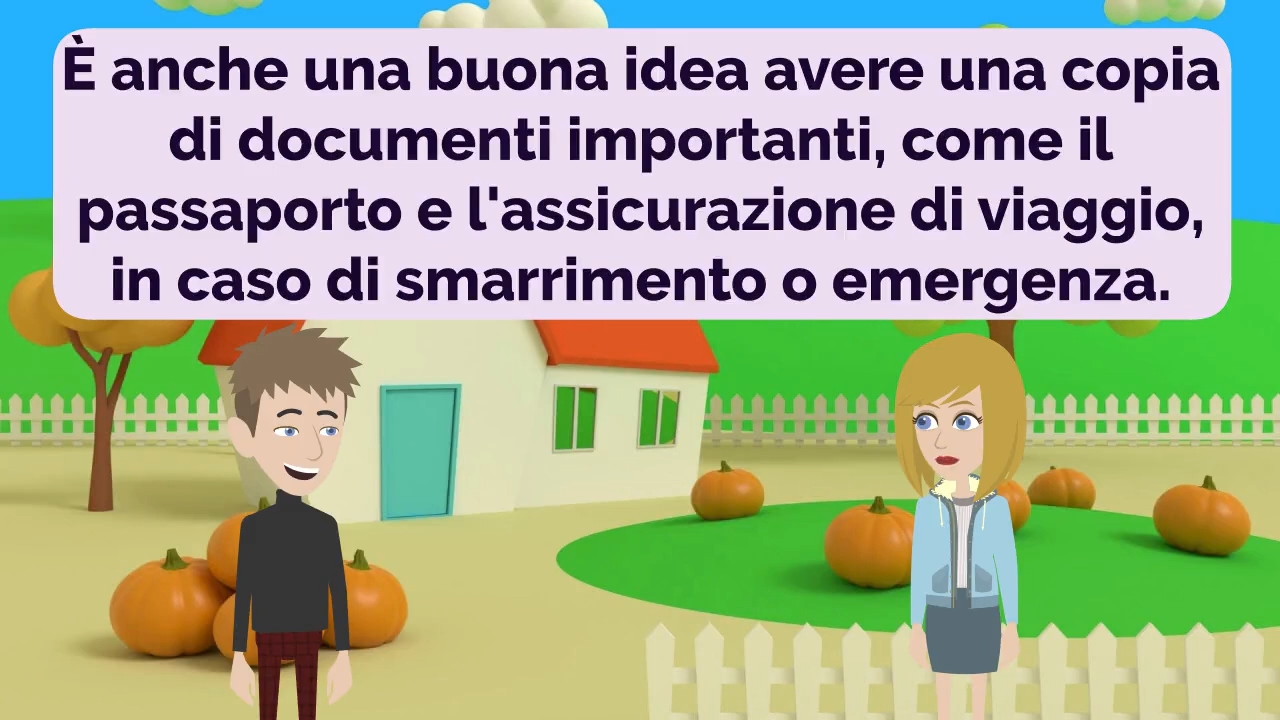 È anche una buona idea avere una copia
di documenti importanti, come il
passaporto e l'assicurazione di viaggio,
in caso di smarrimento o emergenza.